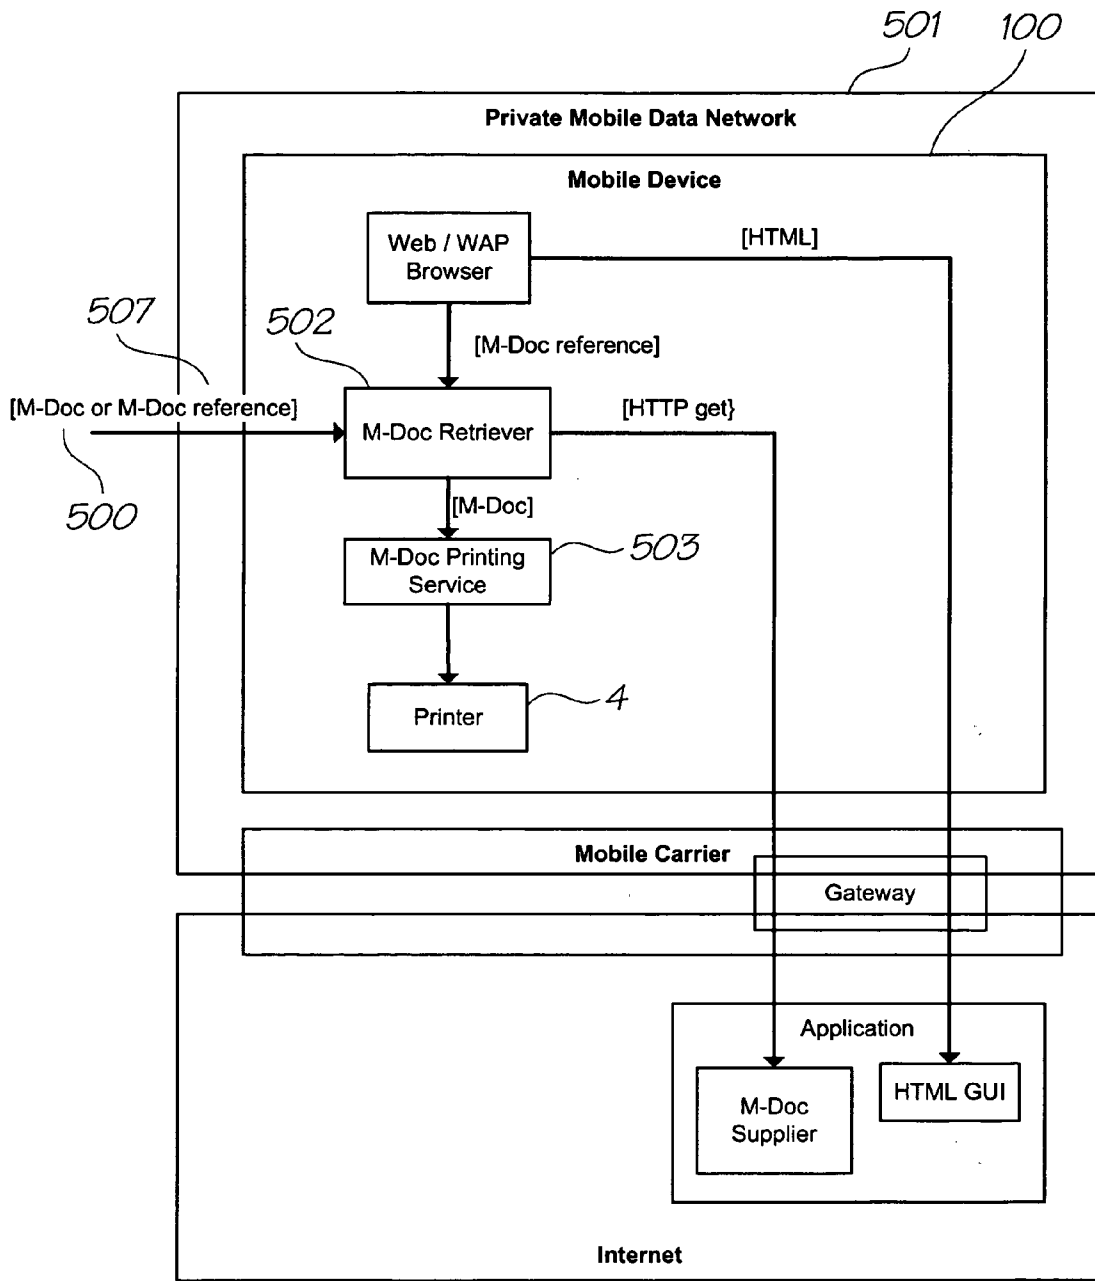 501
100
Private Mobile Data Network
Mobile Device
Web / WAP
Browser
[HTML]
507
502
[M-Doc reference]
[M-Doc or M-Doc reference]
M-Doc Retriever
[HTTP get}
500
[M-Doc]
M-Doc Printing
Service
503
Printer
4
Mobile Carrier
Gateway
Application
M-Doc
Supplier
HTML GUI
Internet